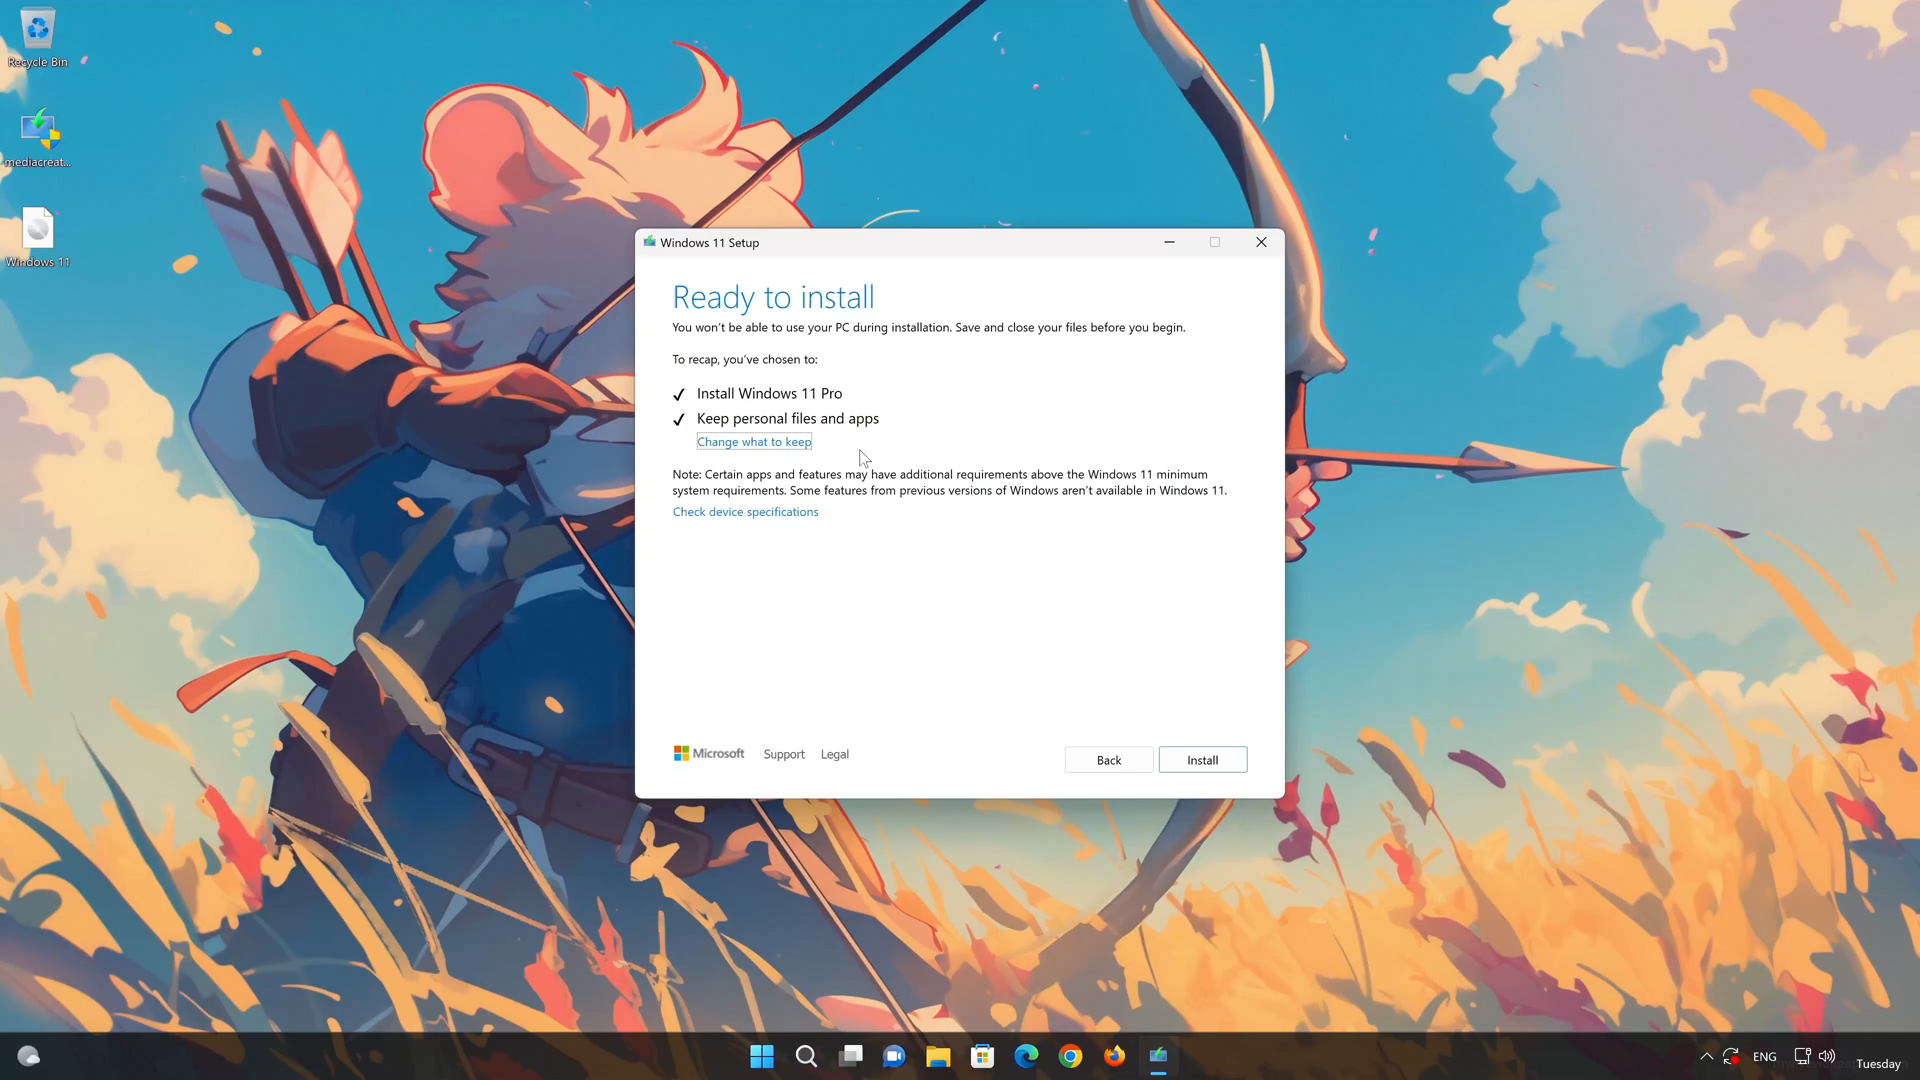 Recycle Bin
mediacreat...
Windows 11
Windows 11 Setup
Ready to install
You won't be able to use your PC during installation. Save and close your files before you begin.
To recap, you've chosen to:
Install Windows 11 Pro
Keep personal files and apps
Change what to keep
Note: Certain apps and features may have additional requirements above the Windows 11 minimum
system requirements. Some features from previous versions of Windows aren't available in Windows 11.
Check device specifications
Microsoft Support Legal
Back Install
ENG
Tuesday